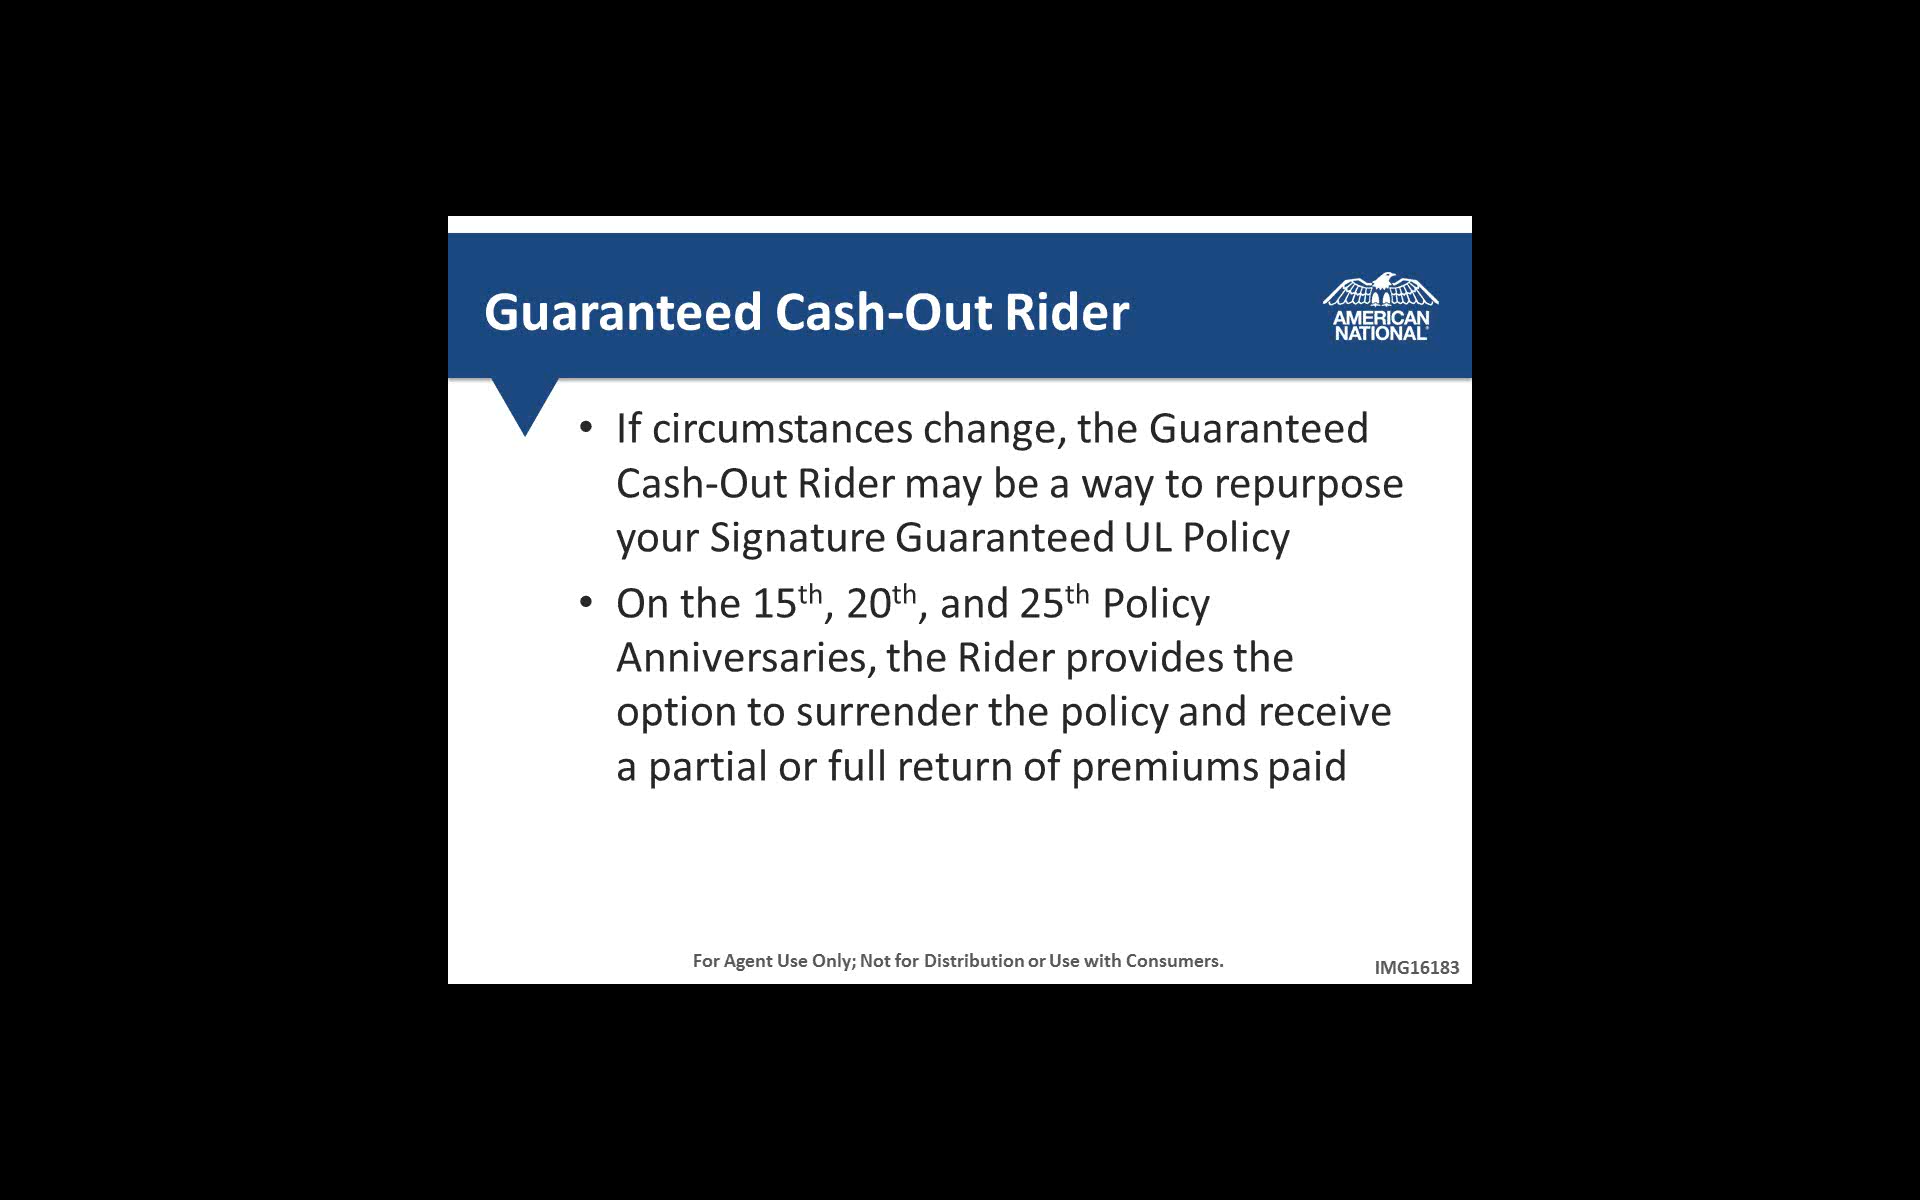 Guaranteed Cash-Out Rider
AMERICAN
NATIONAL
• If circumstances change, the Guaranteed
Cash-Out Rider may be a way to repurpose
your Signature Guaranteed UL Policy
• On the 15th, 20th, and 25th Policy
Anniversaries, the Rider provides the
option to surrender the policy and receive
a partial or full return of premiums paid
For Agent Use Only; Not for Distribution or Use with Consumers.
IMG16183